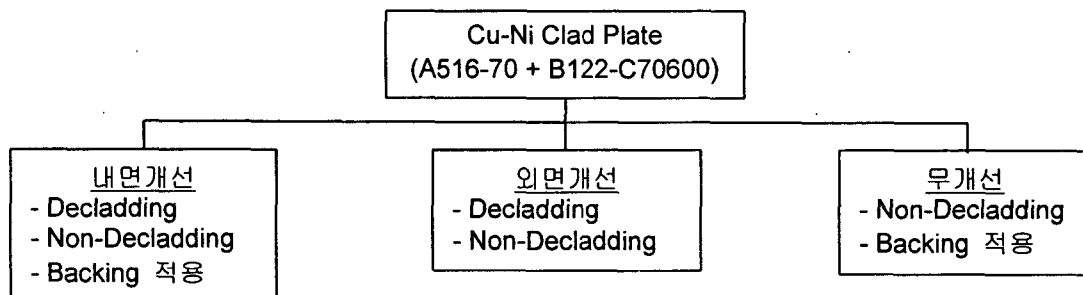 Cu-Ni Clad Plate
(A516-70 + B122-C70600)
내면개선
- Decladding
- Non-Decladding
- Backing 적용
외면개선
- Decladding
- Non-Decladding
무개선
- Non-Decladding
- Backing 적용